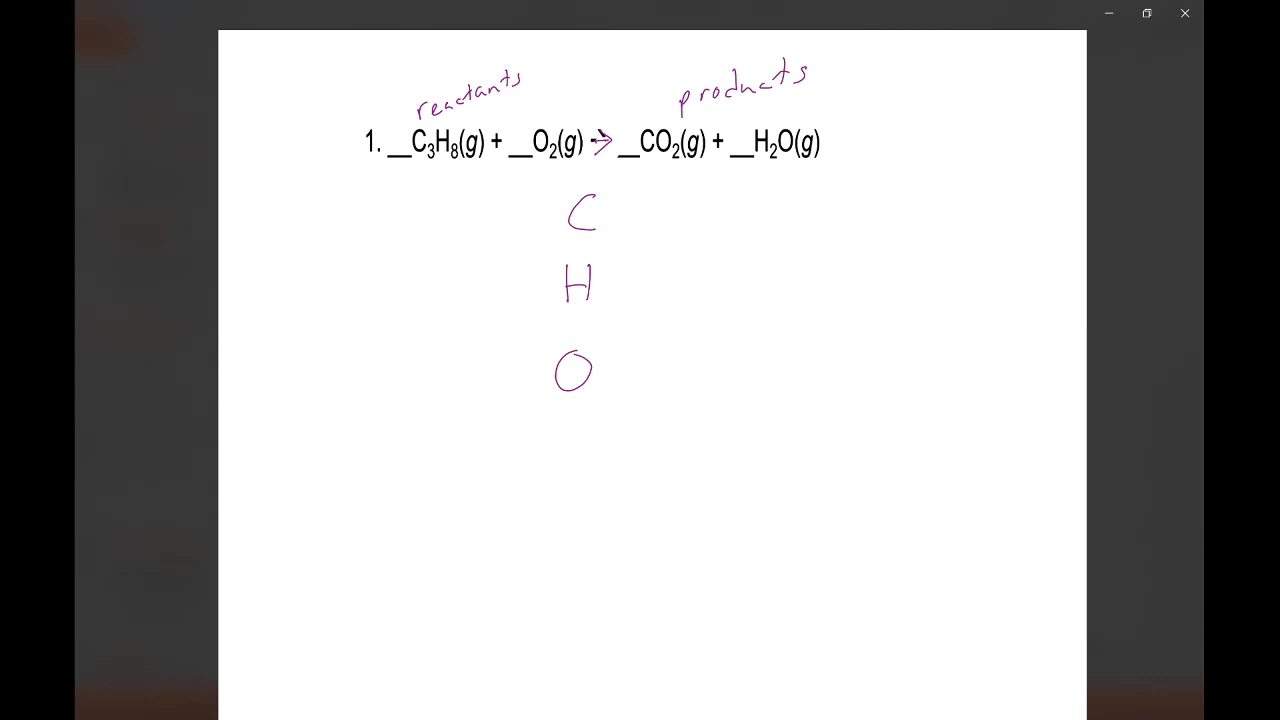 reactants products
1. __C₃H₈(g) + __O₂(g) → __CO₂(g) + __H₂O(g)
C
H
O